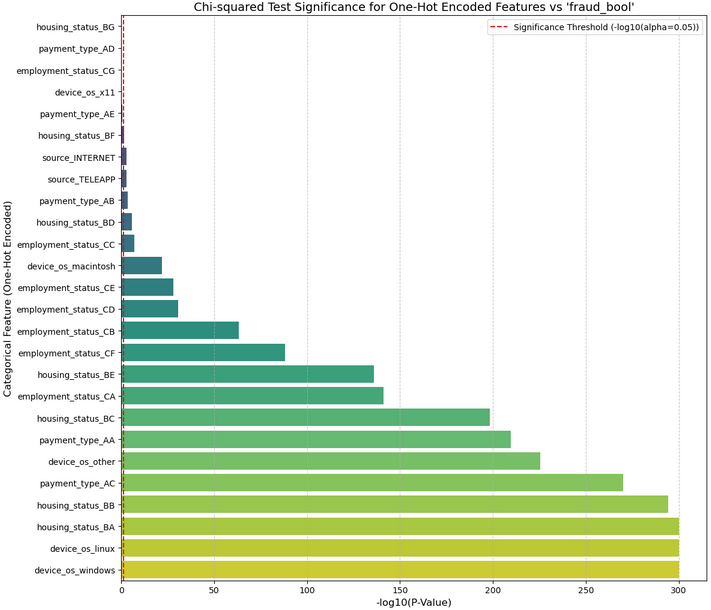 Chi-squared Test Significance for One-Hot Encoded Features vs 'fraud_bool'
Significance Threshold (-log10(alpha=0.05))
Categorical Feature (One-Hot Encoded)
housing_status_BG
payment_type_AD
employment_status_CG
device_os_x11
payment_type_AE
housing_status_BF
source_INTERNET
source_TELEAPP
payment_type_AB
housing_status_BD
employment_status_CC
device_os_macintosh
employment_status_CE
employment_status_CD
employment_status_CB
employment_status_CF
housing_status_BE
employment_status_CA
housing_status_BC
payment_type_AA
device_os_other
payment_type_AC
housing_status_BB
housing_status_BA
device_os_linux
device_os_windows
0 50 100 150 200 250 300
-log10(P-Value)